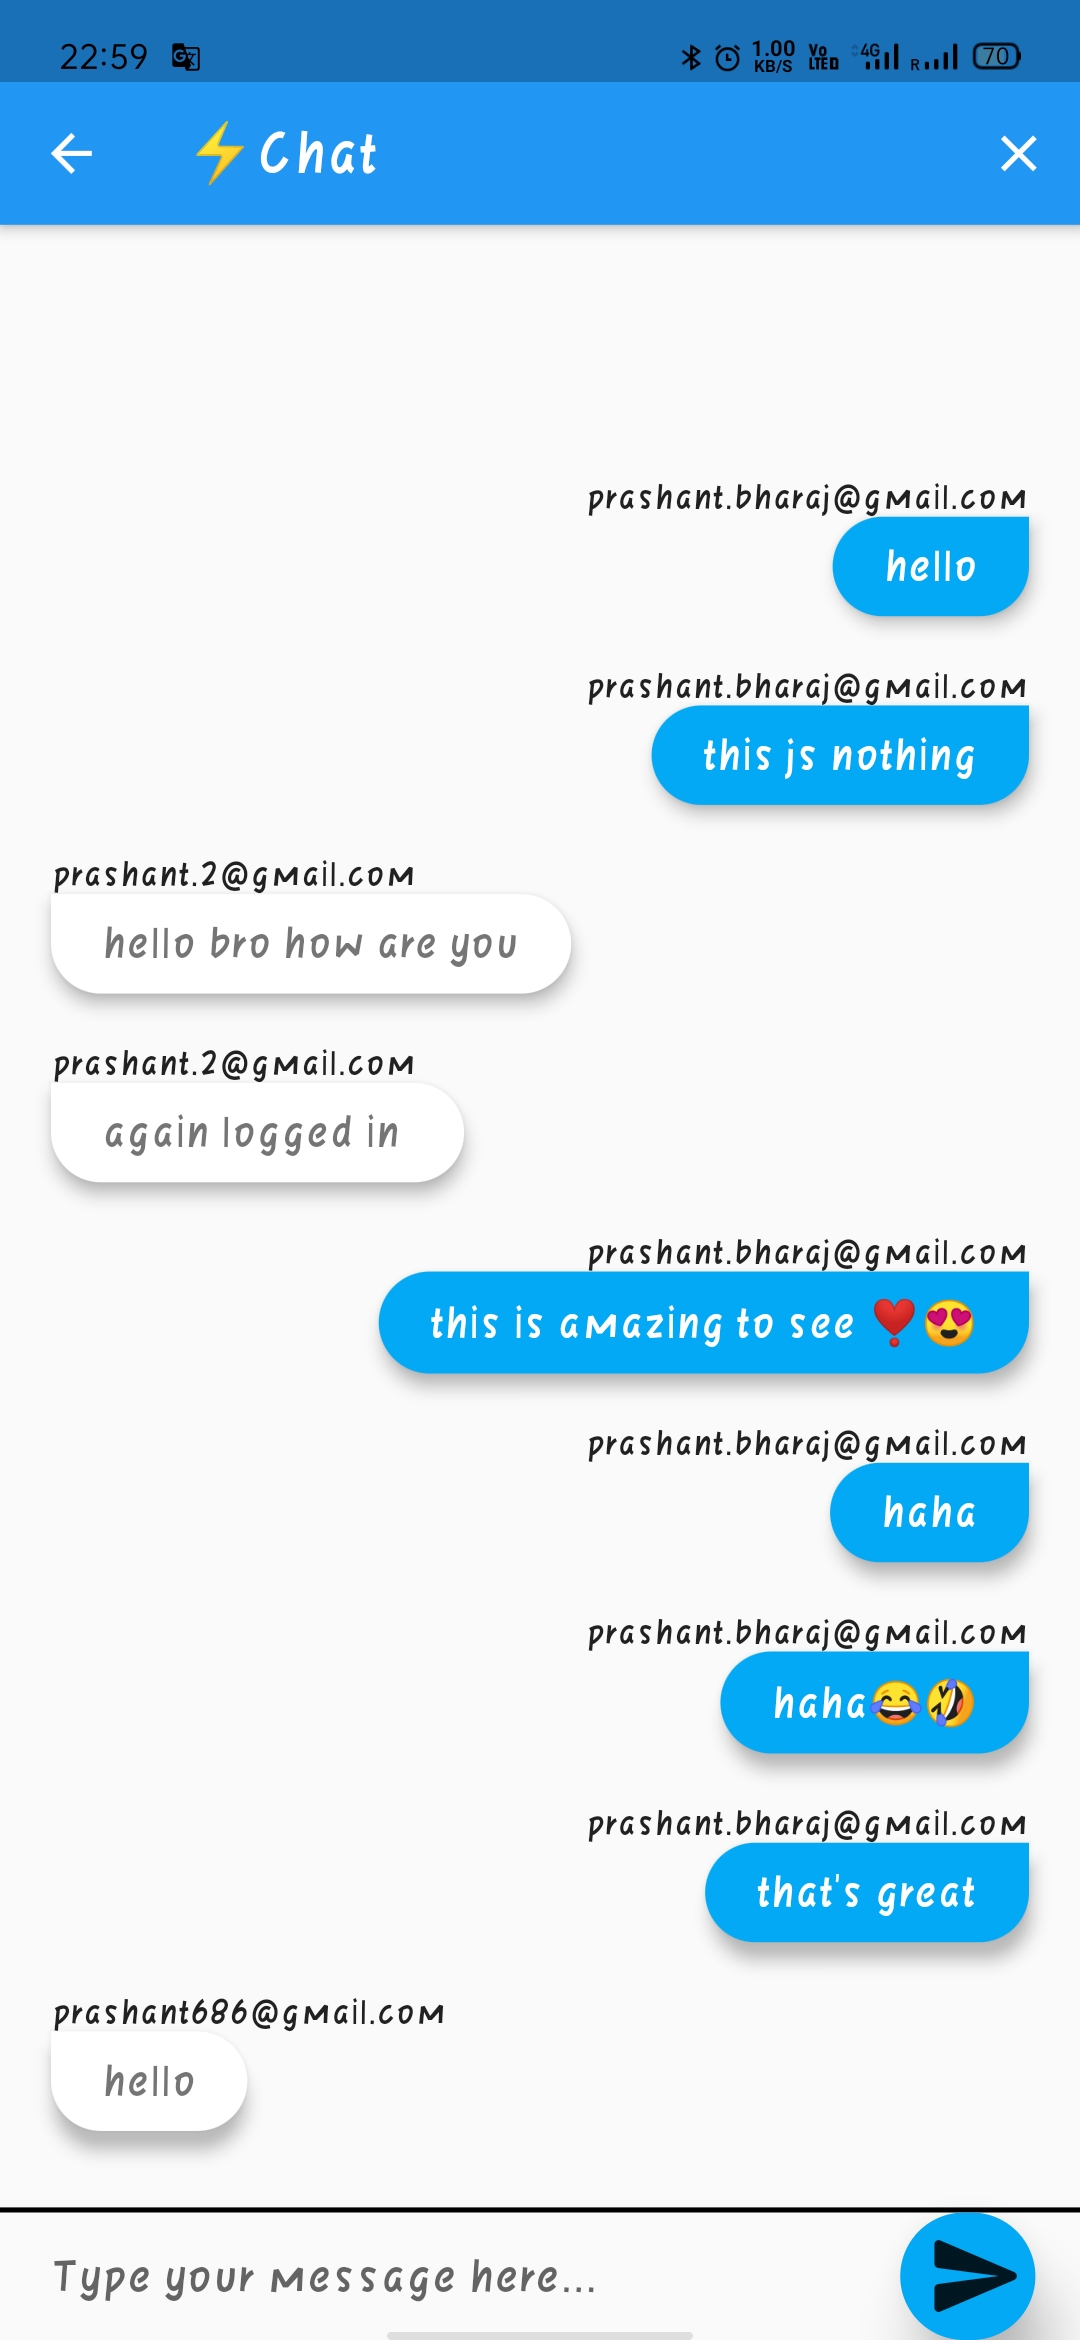 22:59 1.00 KB/S Vo LTE D 4G R 70
⚡Chat
prashant.bharaj@gmail.com
hello
prashant.bharaj@gmail.com
this js nothing
prashant.2@gmail.com
hello bro how are you
prashant.2@gmail.com
again logged in
prashant.bharaj@gmail.com
this is amazing to see ❣️😍
prashant.bharaj@gmail.com
haha
prashant.bharaj@gmail.com
haha😂🤣
prashant.bharaj@gmail.com
that's great
prashant686@gmail.com
hello
Type your message here...